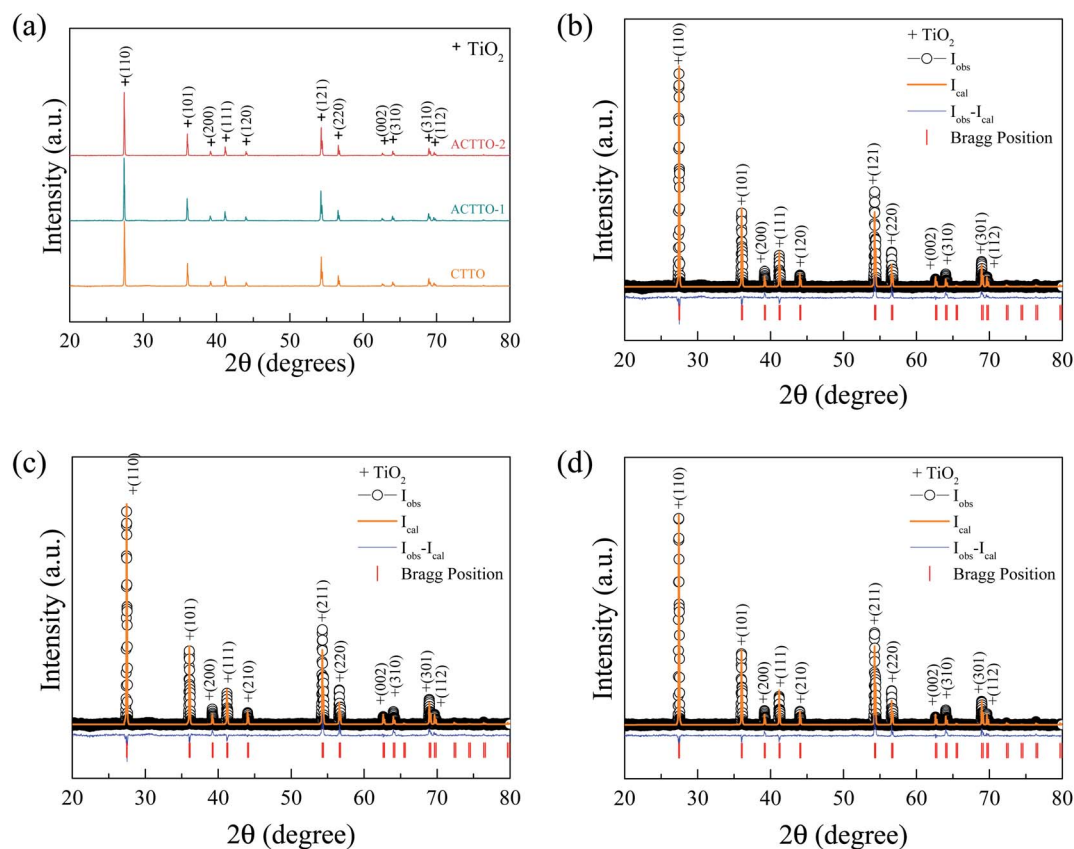 (a)
+ TiO2
+(110)
+(101)
+(200)
+(111)
+(120)
+(121)
+(220)
+(002)
+(310)
+(310)
+(112)
ACTTO-2
ACTTO-1
CTTO
Intensity (a.u.)
20 30 40 50 60 70 80
2θ (degrees)
(b)
+ TiO2
Iobs
Ical
Iobs-Ical
Bragg Position
+(110)
+(101)
+(200)
+(111)
+(120)
+(121)
+(220)
+(002)
+(310)
+(301)
+(112)
Intensity (a.u.)
20 30 40 50 60 70 80
2θ (degree)
(c)
+ TiO2
Iobs
Ical
Iobs-Ical
Bragg Position
+(110)
+(101)
+(200)
+(111)
+(210)
+(211)
+(220)
+(002)
+(310)
+(301)
+(112)
Intensity (a.u.)
20 30 40 50 60 70 80
2θ (degree)
(d)
+ TiO2
Iobs
Ical
Iobs-Ical
Bragg Position
+(110)
+(101)
+(200)
+(111)
+(210)
+(211)
+(220)
+(002)
+(310)
+(301)
+(112)
Intensity (a.u.)
20 30 40 50 60 70 80
2θ (degree)